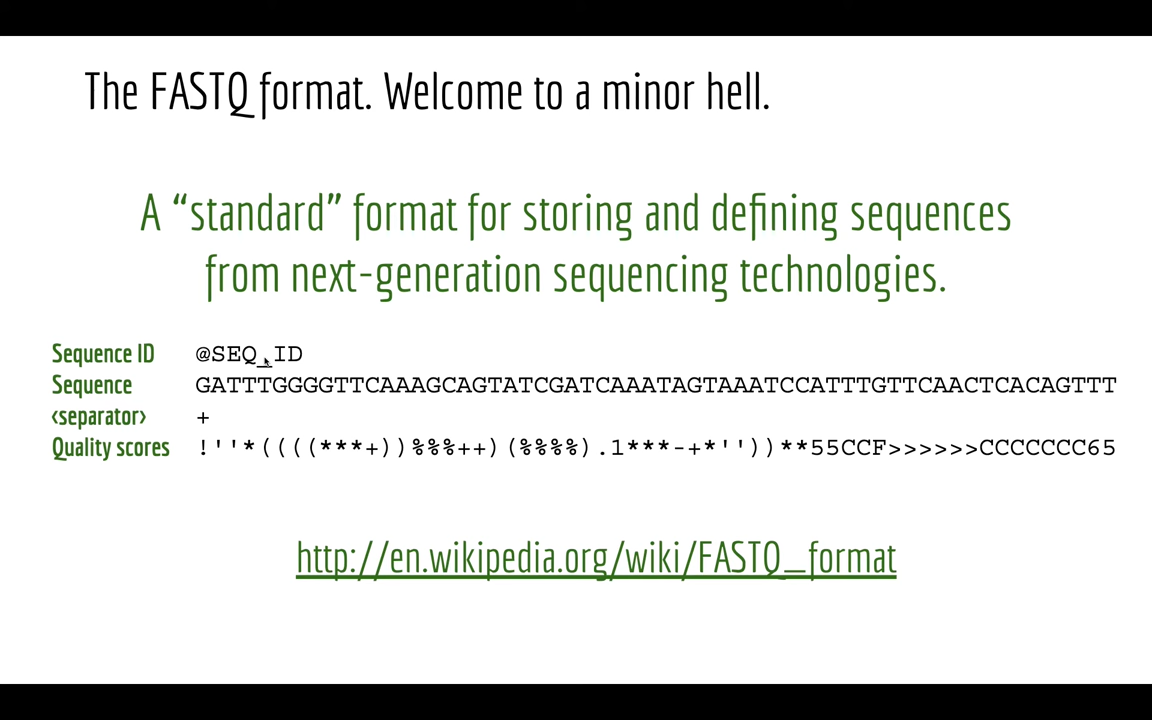 The FASTQ format. Welcome to a minor hell.
A “standard” format for storing and defining sequences
from next-generation sequencing technologies.
Sequence ID @SEQ_ID
Sequence GATTTGGGGTTCAAAGCAGTATCGATCAAATAGTAAATCCATTTGTTCAACTCACAGTTT
<separator> +
Quality scores !''*((((***+))%%%++)(%%%%).1***-+*''))**55CCF>>>>>>CCCCCCC65
http://en.wikipedia.org/wiki/FASTQ_format